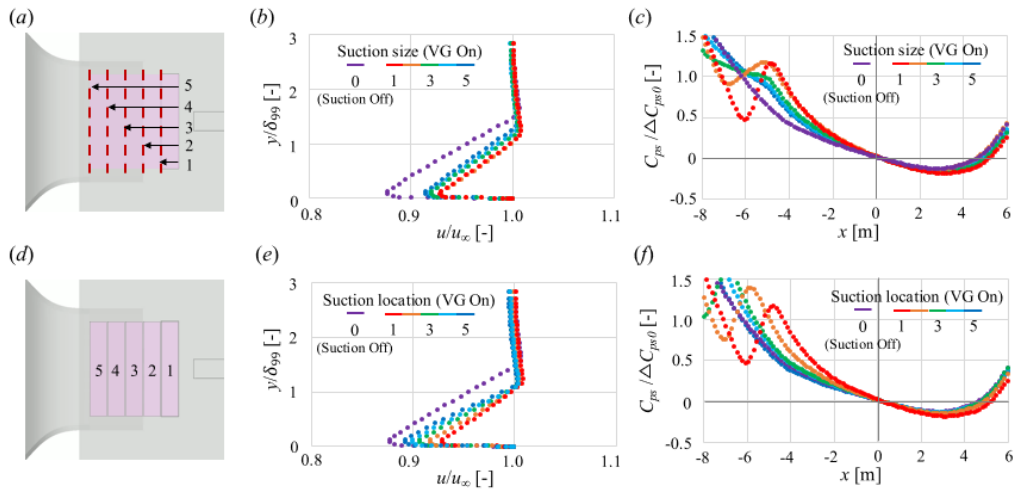 (a)
5
4
3
2
1
(b)
3
2
1
0
0.8
0.9
1.0
1.1
y/δ99 [-]
u/u∞ [-]
Suction size (VG On)
0 1 3 5
(Suction Off)
(c)
1.5
1.0
0.5
0
-0.5
-8 -6 -4 -2 0 2 4 6
Cps /ΔCps0 [-]
x [m]
Suction size (VG On)
0 1 3 5
(Suction Off)
(d)
5 4 3 2 1
(e)
3
2
1
0
0.8
0.9
1.0
1.1
y/δ99 [-]
u/u∞ [-]
Suction location (VG On)
0 1 3 5
(Suction Off)
(f)
1.5
1.0
0.5
0
-0.5
-8 -6 -4 -2 0 2 4 6
Cps /ΔCps0 [-]
x [m]
Suction location (VG On)
0 1 3 5
(Suction Off)